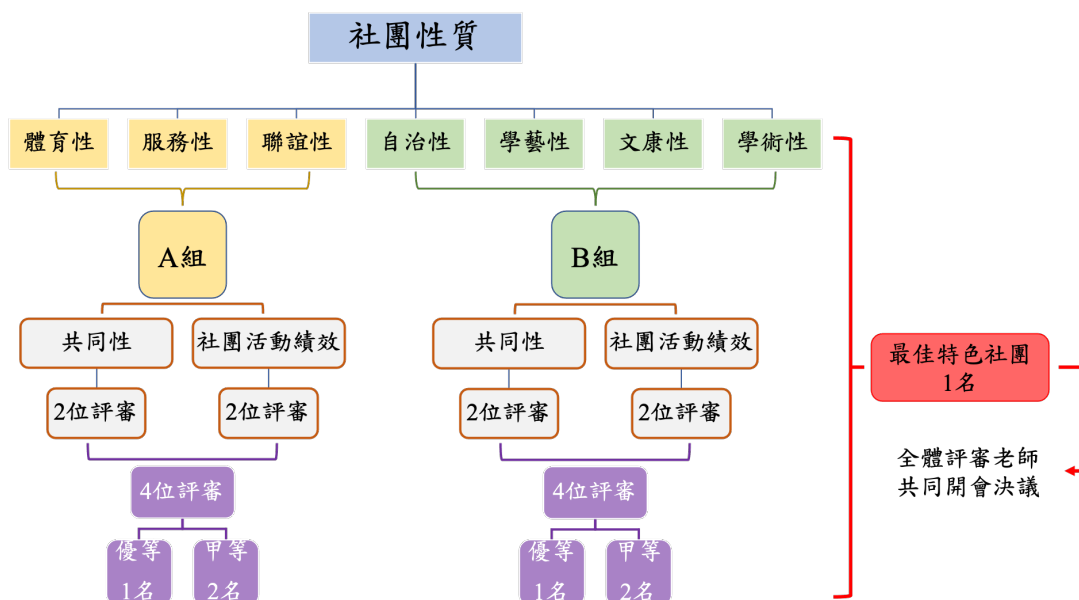 社團性質
體育性
服務性
聯誼性
自治性
學藝性
文康性
學術性
A組
B組
共同性
社團活動績效
共同性
社團活動績效
2位評審
2位評審
2位評審
2位評審
4位評審
4位評審
優等
1名
甲等
2名
優等
1名
甲等
2名
最佳特色社團
1名
全體評審老師
共同開會決議